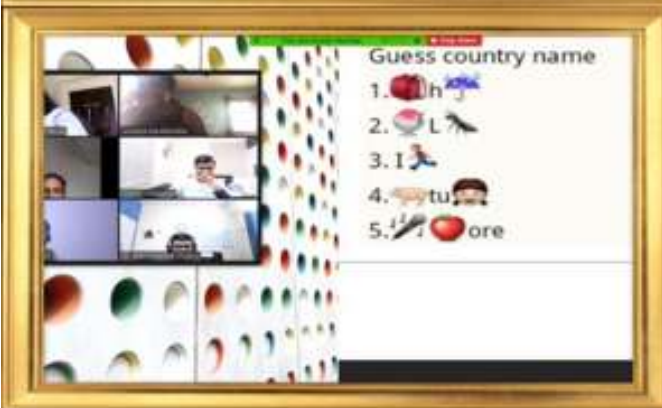 Guess country name
1. 🎒h☔
2. 🍧L🐜
3. I🏃
4. 🐖tu👧
5. 🎤🍎ore